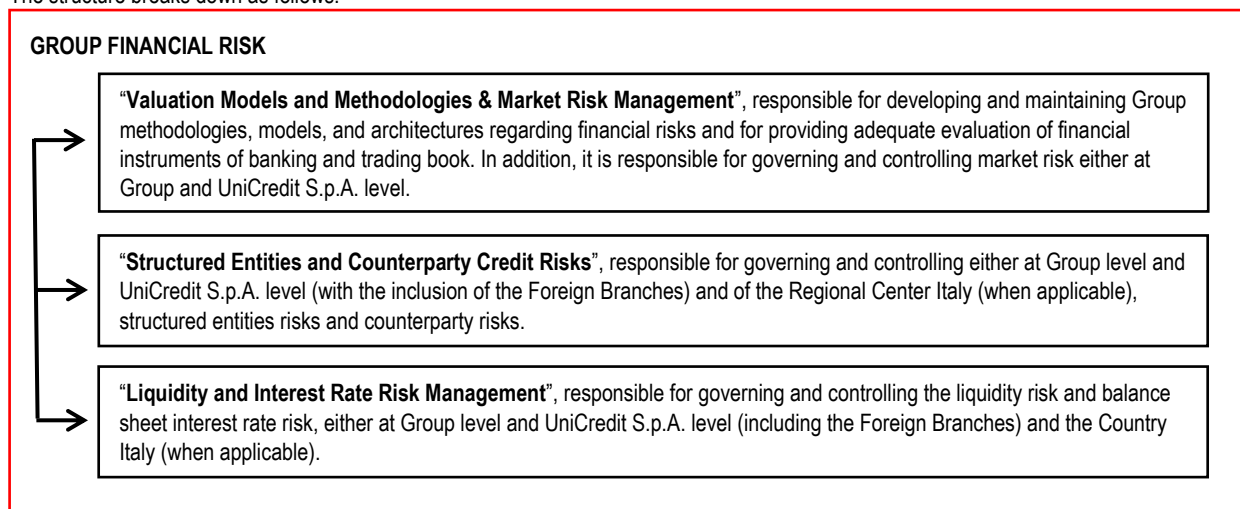 The structure breaks down as follows:
GROUP FINANCIAL RISK
“Valuation Models and Methodologies & Market Risk Management”, responsible for developing and maintaining Group
methodologies, models, and architectures regarding financial risks and for providing adequate evaluation of financial
instruments of banking and trading book. In addition, it is responsible for governing and controlling market risk either at
Group and UniCredit S.p.A. level.
“Structured Entities and Counterparty Credit Risks”, responsible for governing and controlling either at Group level and
UniCredit S.p.A. level (with the inclusion of the Foreign Branches) and of the Regional Center Italy (when applicable),
structured entities risks and counterparty risks.
“Liquidity and Interest Rate Risk Management”, responsible for governing and controlling the liquidity risk and balance
sheet interest rate risk, either at Group level and UniCredit S.p.A. level (including the Foreign Branches) and the Country
Italy (when applicable).